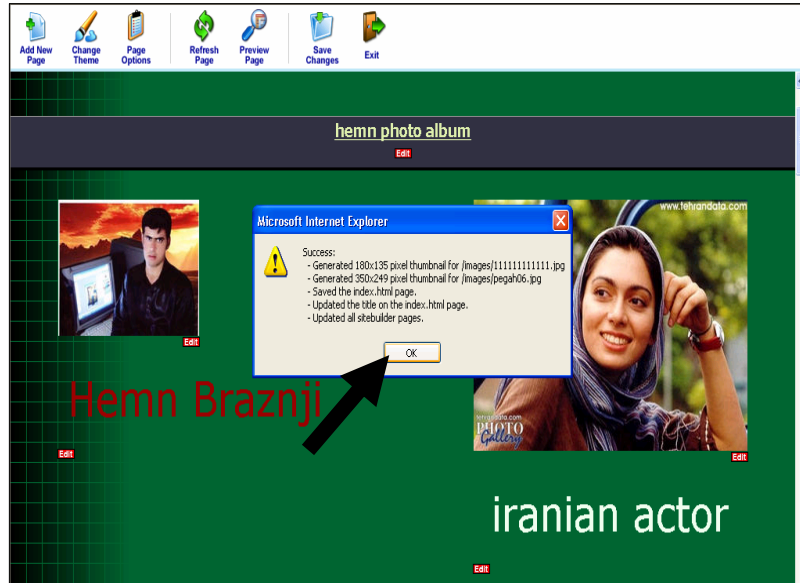 Add New
Page
Change
Theme
Page
Options
Refresh
Page
Preview
Page
Save
Changes
Exit
hemn photo album
Edit
www.tehrandata.com
Microsoft Internet Explorer
Success:
- Generated 180x135 pixel thumbnail for /images/111111111111.jpg
- Generated 350x249 pixel thumbnail for /images/pegah06.jpg
- Saved the index.html page.
- Updated the title on the index.html page.
- Updated all sitebuilder pages.
OK
Edit
Hemn Braznji
tehrandata.com
PHOTO
Gallery
Edit
Edit
iranian actor
Edit